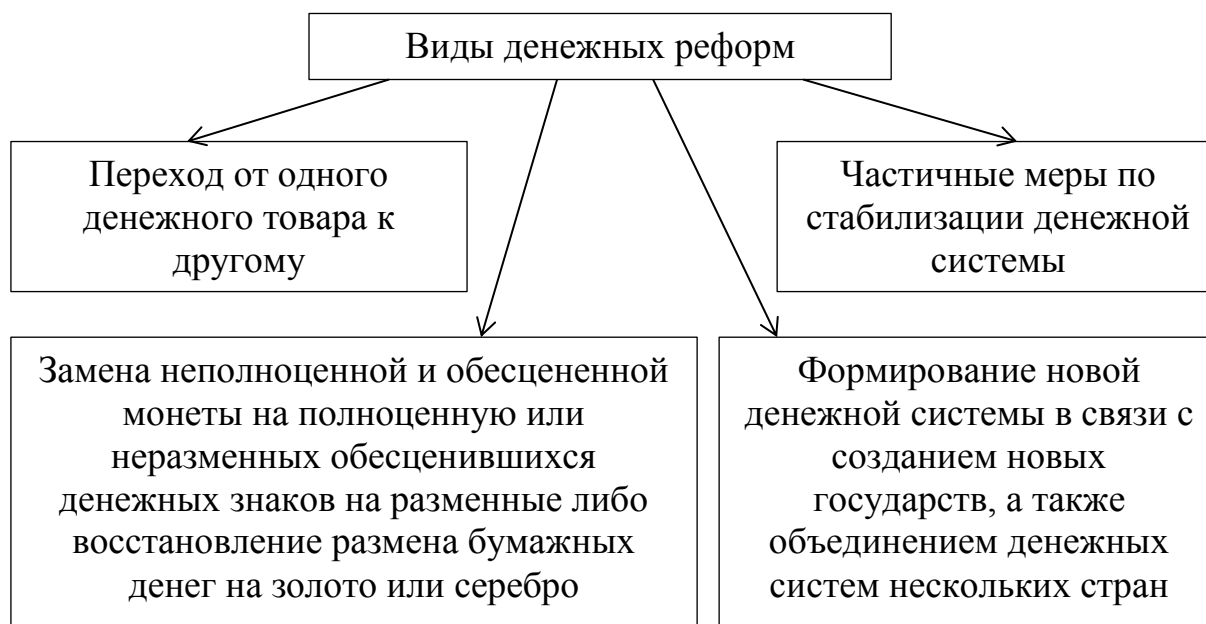 Виды денежных реформ
Переход от одного
денежного товара к
другому
Частичные меры по
стабилизации денежной
системы
Замена неполноценной и обесцененной
монеты на полноценную или
неразменных обесценившихся
денежных знаков на разменные либо
восстановление размена бумажных
денег на золото или серебро
Формирование новой
денежной системы в связи с
созданием новых
государств, а также
объединением денежных
систем нескольких стран